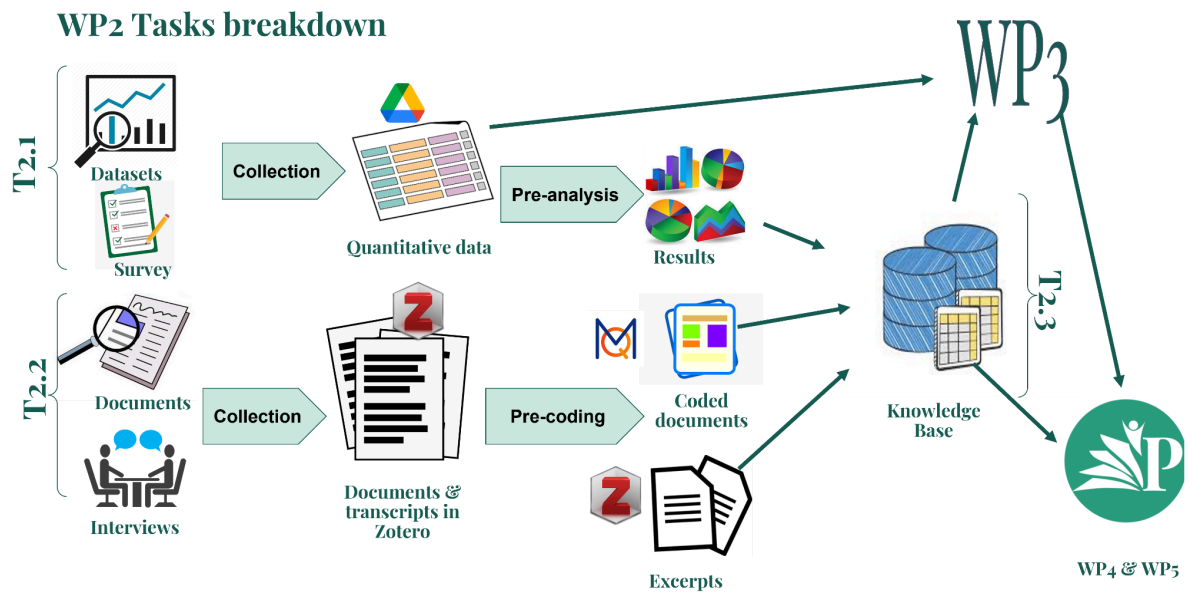 WP2 Tasks breakdown
WP3
T2.1
Datasets
Survey
Collection
Quantitative data
Pre-analysis
Results
T2.2
Documents
Interviews
Collection
Z
Documents &
transcripts in
Zotero
Pre-coding
MQ
Coded
documents
Z
Excerpts
Knowledge
Base
T2.3
P
WP4 & WP5